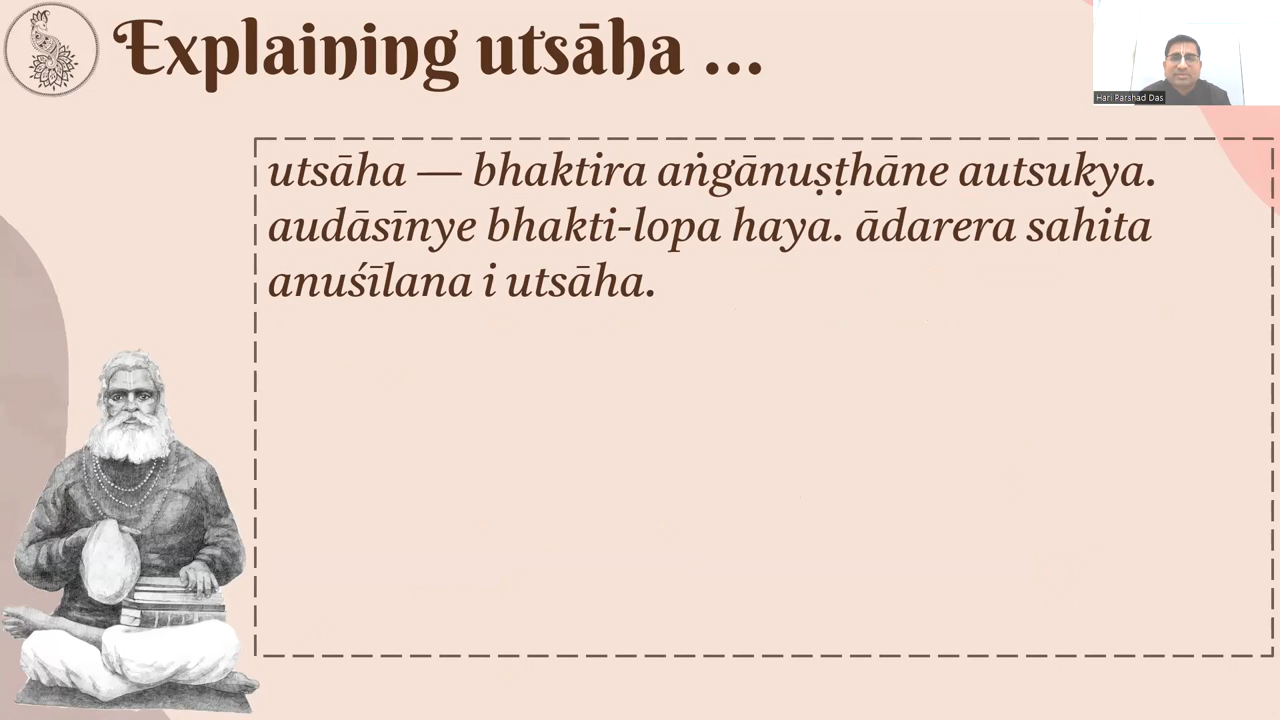 Explaining utsāha ...
Hari Parshad Das
utsāha — bhaktira aṅgānuṣṭhāne autsukya.
audāsīnye bhakti-lopa haya. ādarera sahita
anuśīlana i utsāha.